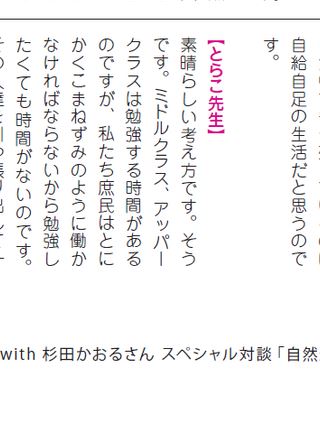 自給自足の生活だと思うので
す。
【とらこ先生】
素晴らしい考え方です。そう
です。ミドルクラス、アッパー
クラスは勉強する時間がある
のですが、私たち庶民はとに
かくこまねずみのように働か
なければならないから勉強し
たくても時間がないのです。
with 杉田かおるさん スペシャル対談「自然